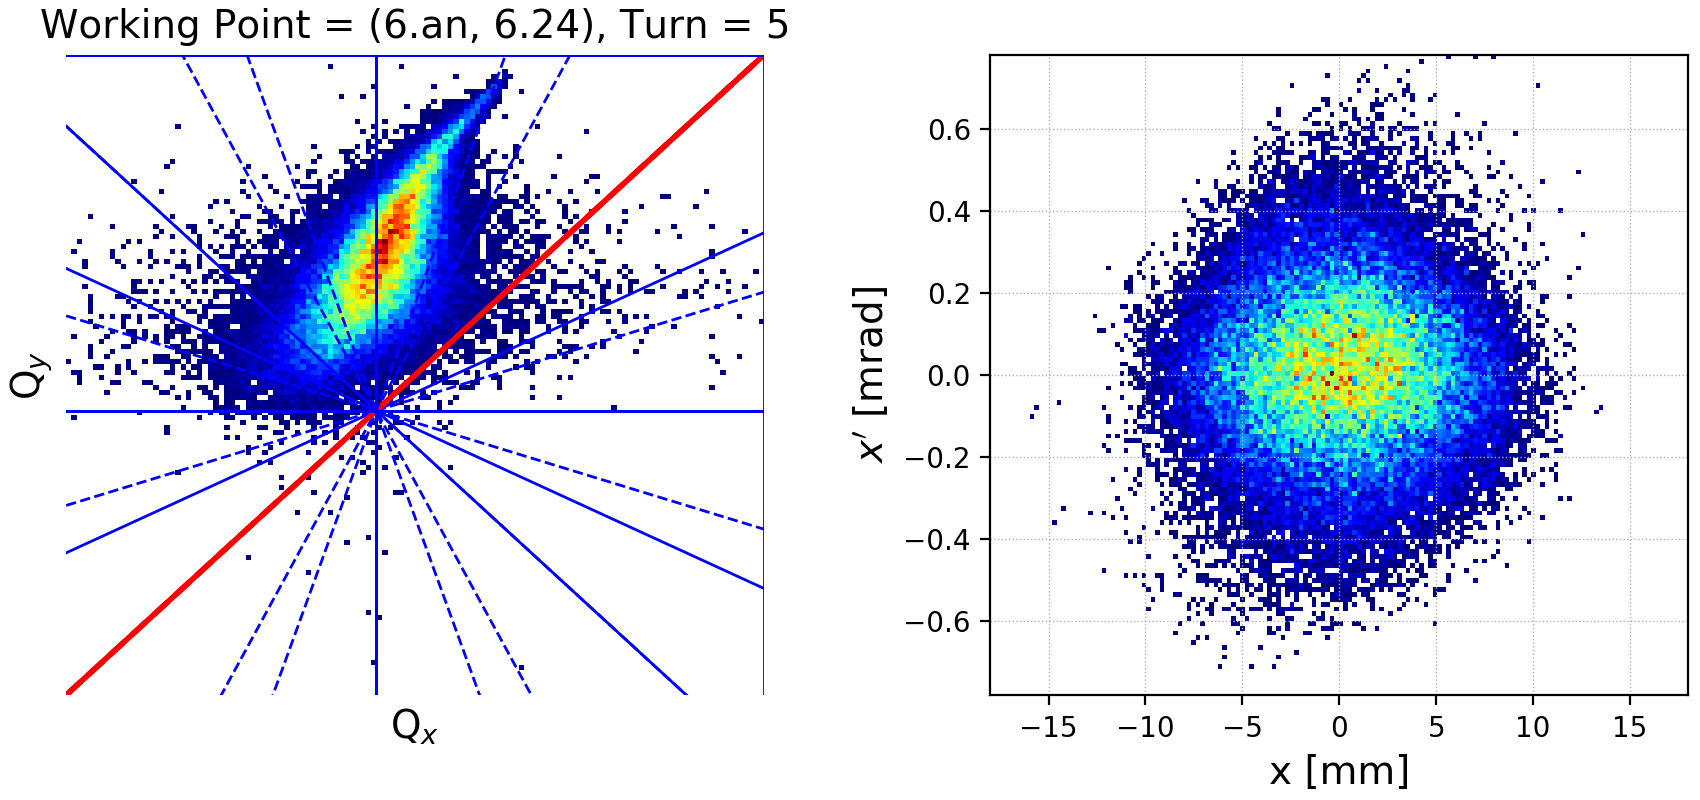 Working Point = (6.an, 6.24), Turn = 5
Q_y
Q_x
0.6
0.4
0.2
0.0
−0.2
−0.4
−0.6
x′ [mrad]
−15 −10 −5 0 5 10 15
x [mm]